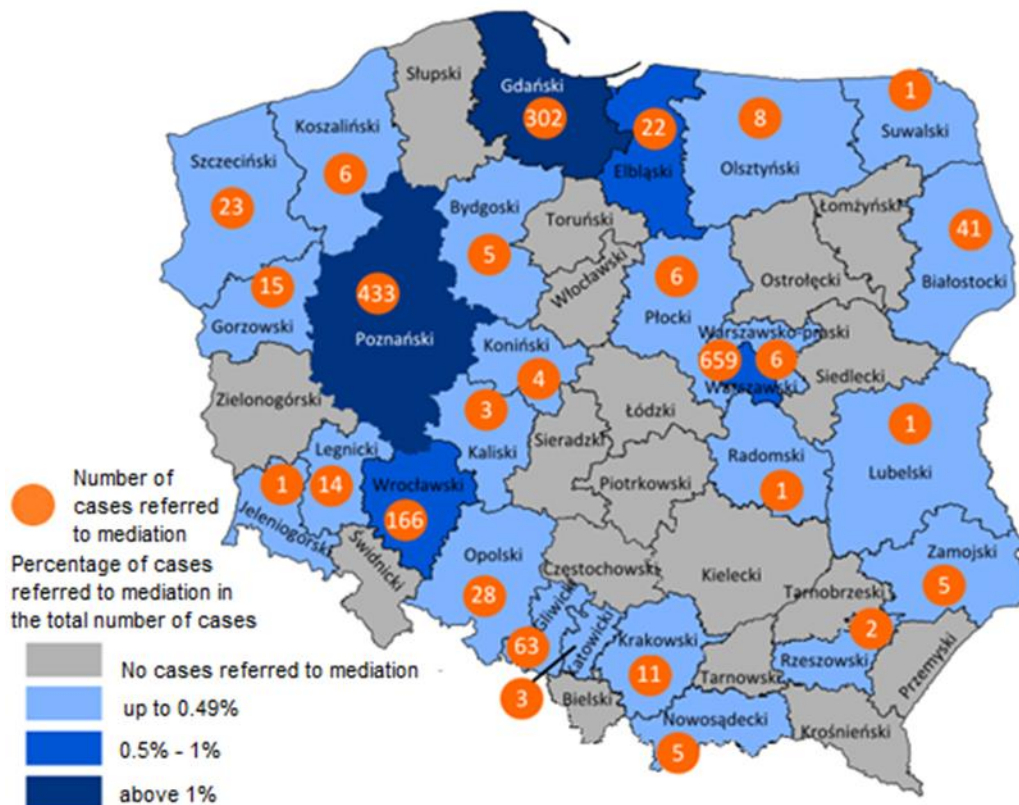 Słupski
Gdański
302
Koszaliński
6
Szczeciński
23
22
Elbląski
8
Olsztyński
1
Suwalski
Bydgoski
5
Toruński
Włocławski
Łomżyński
41
Białostocki
Ostrołęcki
15
Gorzowski
433
Poznański
6
Płocki
Warszawsko-praski
659
6
Warszawski
Siedlecki
Koniński
4
Zielonogórski
3
Kaliski
Łódzki
Sieradzki
1
Lubelski
Radomski
1
Legnicki
1
14
Jeleniogórski
Wrocławski
166
Piotrkowski
Świdnicki
Opolski
28
Częstochowski
Kielecki
Zamojski
5
Tarnobrzeski
2
Rzeszowski
Przemyski
Gliwicki
63
Katowicki
3
Krakowski
11
Tarnowski
Bielski
Nowosądecki
5
Krośnieński
Number of
cases referred
to mediation
Percentage of cases
referred to mediation in
the total number of cases
No cases referred to mediation
up to 0.49%
0.5% - 1%
above 1%